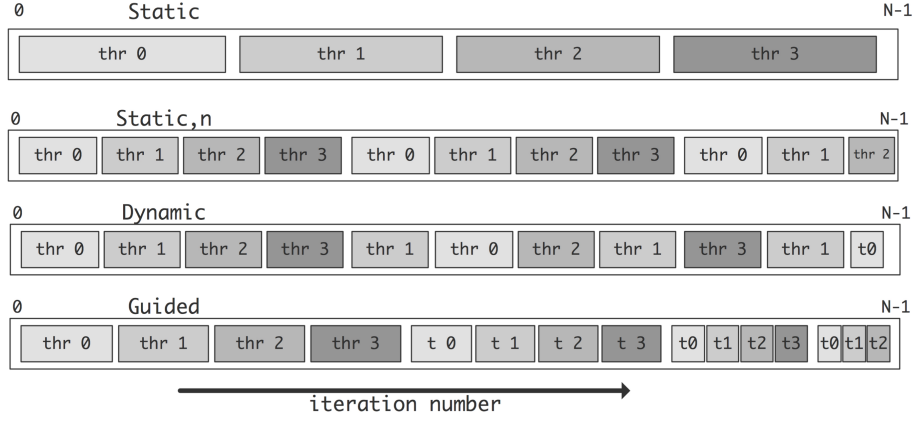 0 Static N-1
thr 0 thr 1 thr 2 thr 3
0 Static,n N-1
thr 0 thr 1 thr 2 thr 3 thr 0 thr 1 thr 2 thr 3 thr 0 thr 1 thr 2
0 Dynamic N-1
thr 0 thr 1 thr 2 thr 3 thr 1 thr 0 thr 2 thr 1 thr 3 thr 1 t0
0 Guided N-1
thr 0 thr 1 thr 2 thr 3 t 0 t 1 t 2 t 3 t0 t1 t2 t3 t0 t1 t2
iteration number